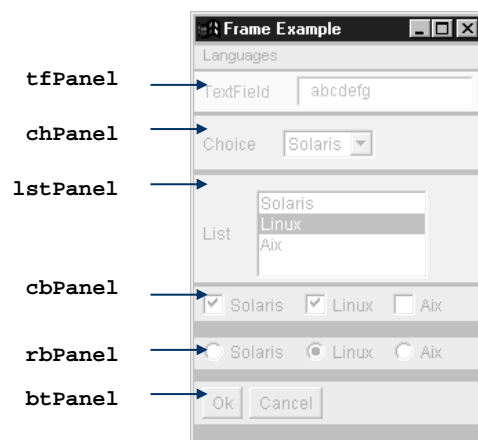 Frame Example
Languages
tfPanel
TextField abcdefg
chPanel
Choice Solaris
lstPanel
Solaris
Linux
List
Aix
cbPanel
Solaris Linux Aix
rbPanel
Solaris Linux Aix
btPanel
Ok Cancel